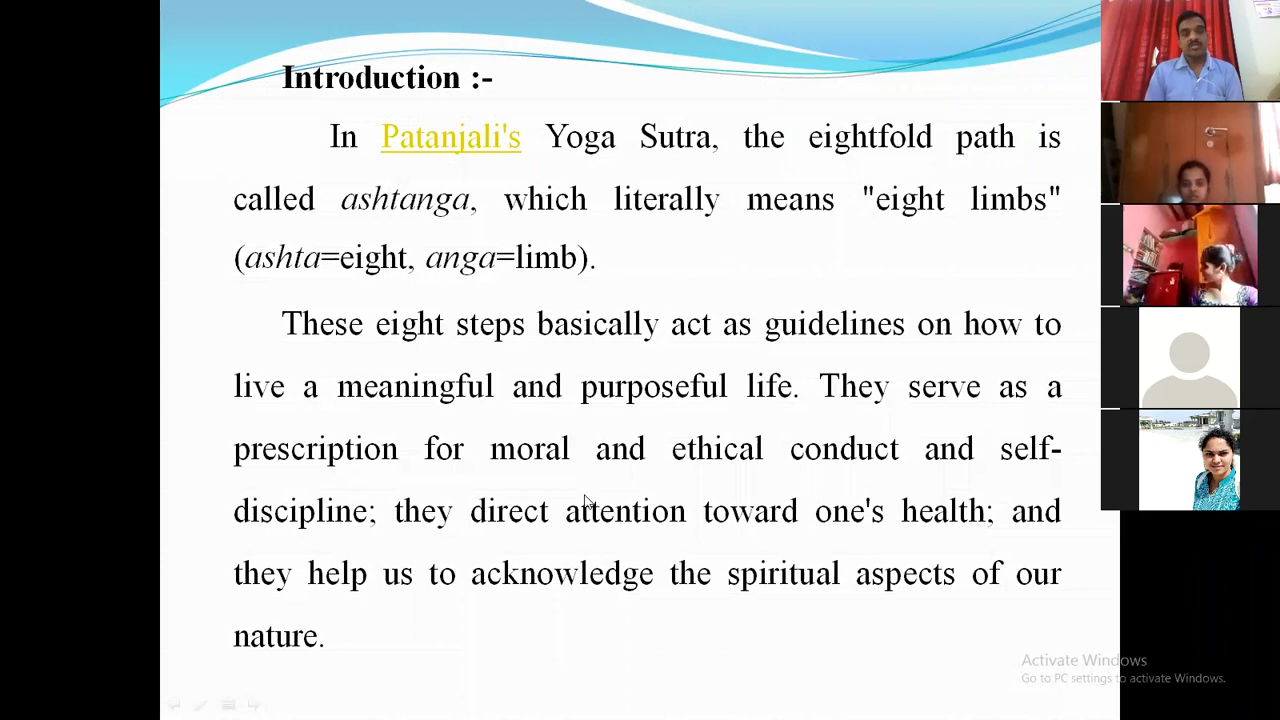 Introduction :-
In Patanjali's Yoga Sutra, the eightfold path is
called ashtanga, which literally means "eight limbs"
(ashta=eight, anga=limb).
These eight steps basically act as guidelines on how to
live a meaningful and purposeful life. They serve as a
prescription for moral and ethical conduct and self-
discipline; they direct attention toward one's health; and
they help us to acknowledge the spiritual aspects of our
nature.
Activate Windows
Go to PC settings to activate Windows.